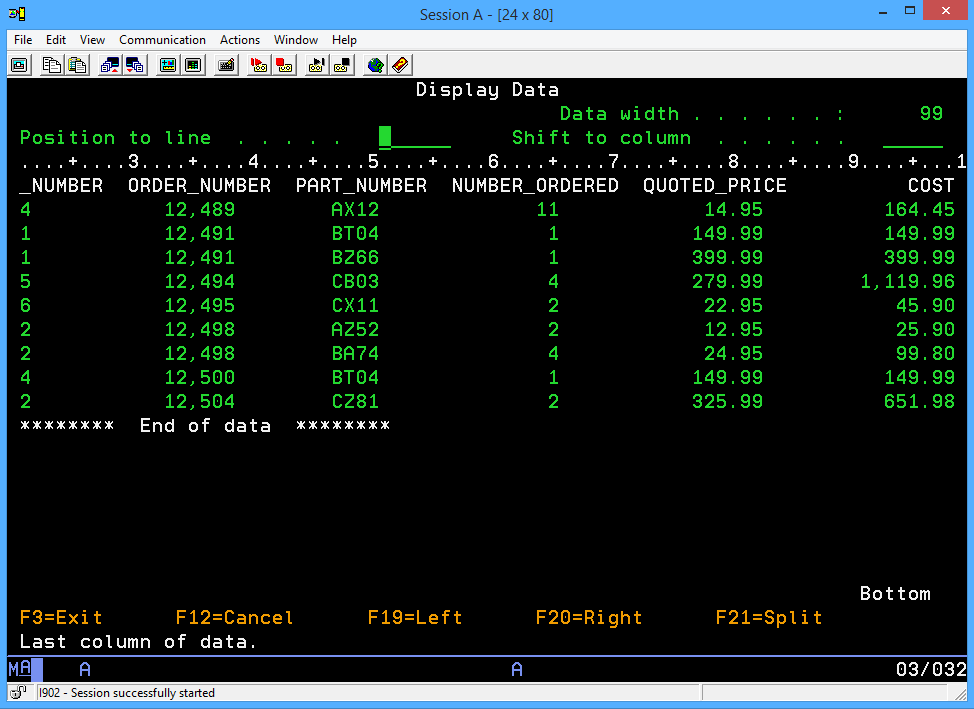 Session A - [24 x 80]
File Edit View Communication Actions Window Help
Display Data
Data width . . . . . . : 99
Position to line . . . . . Shift to column . . . . . .
....+....3....+....4....+....5....+....6....+....7....+....8....+....9....+...1
_NUMBER ORDER_NUMBER PART_NUMBER NUMBER_ORDERED QUOTED_PRICE COST
4 12,489 AX12 11 14.95 164.45
1 12,491 BT04 1 149.99 149.99
1 12,491 BZ66 1 399.99 399.99
5 12,494 CB03 4 279.99 1,119.96
6 12,495 CX11 2 22.95 45.90
2 12,498 AZ52 2 12.95 25.90
2 12,498 BA74 4 24.95 99.80
4 12,500 BT04 1 149.99 149.99
2 12,504 CZ81 2 325.99 651.98
******** End of data ********
Bottom
F3=Exit F12=Cancel F19=Left F20=Right F21=Split
Last column of data.
MA A A 03/032
I902 - Session successfully started